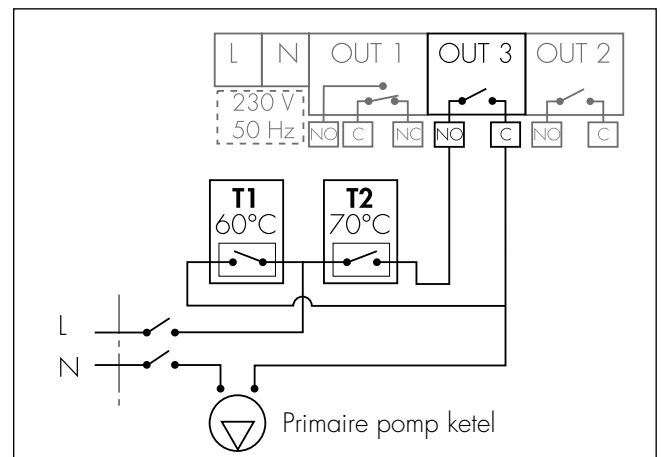 L N OUT 1 OUT 3 OUT 2
230 V
50 Hz
NO C NC NO C NO C
T1 T2
60°C 70°C
L
N
Primaire pomp ketel